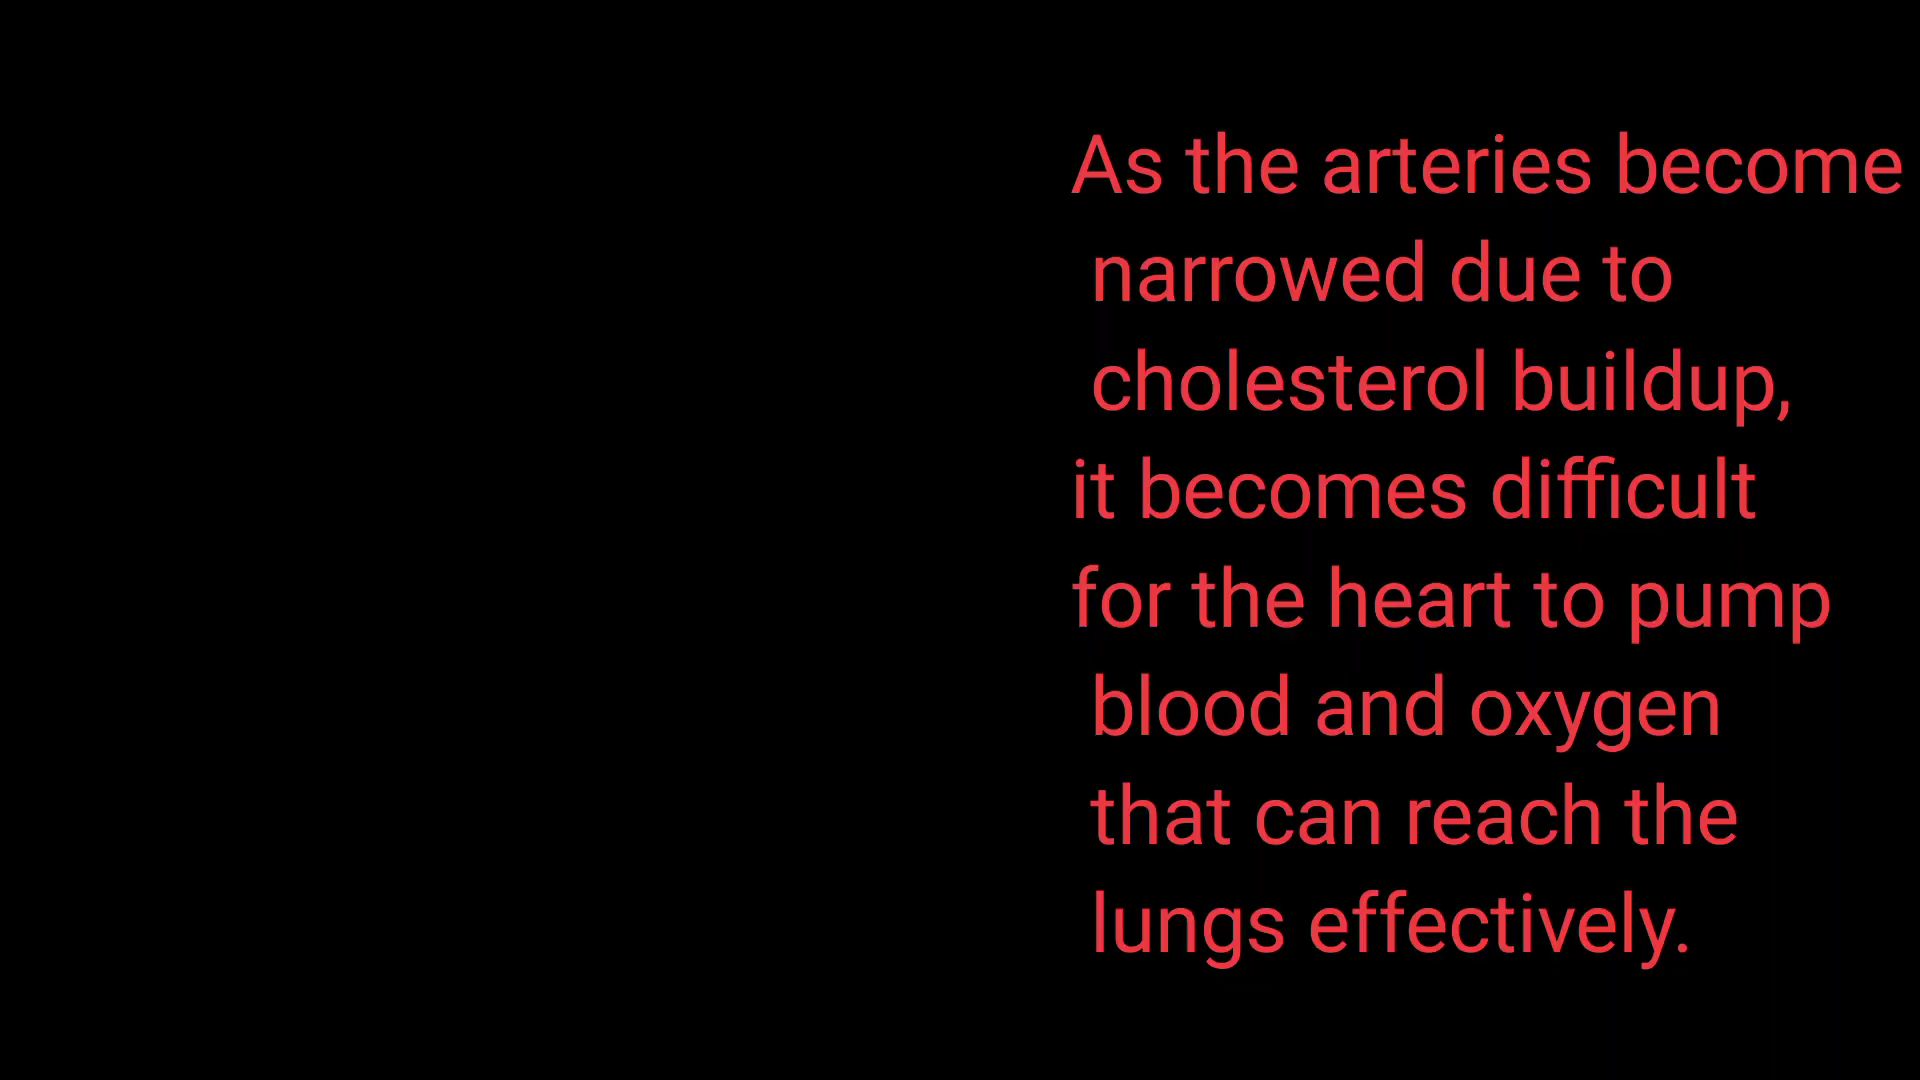 As the arteries become
narrowed due to
cholesterol buildup,
it becomes difficult
for the heart to pump
blood and oxygen
that can reach the
lungs effectively.